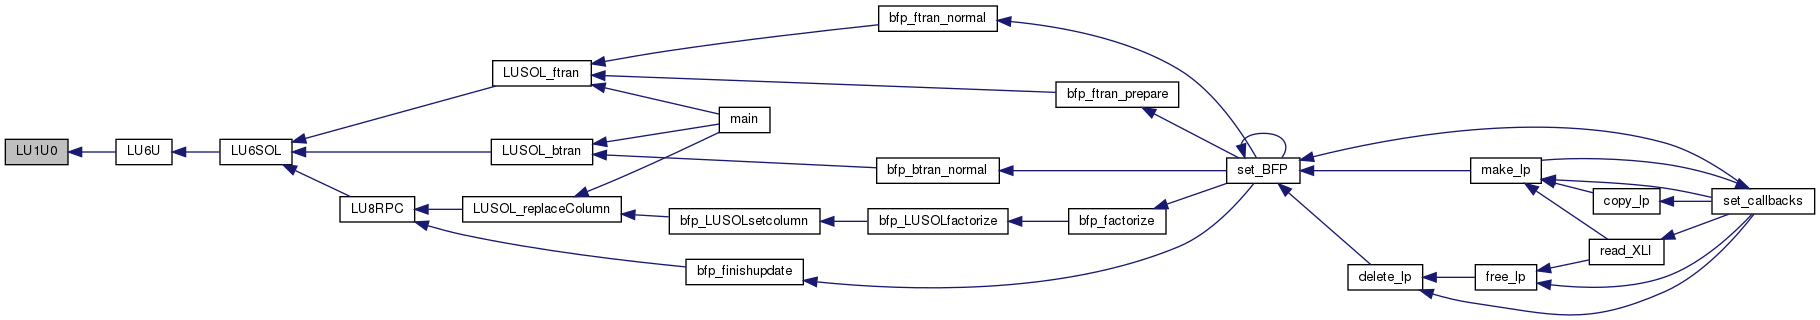 LU1U0
LU6U
LU6SOL
LUSOL_ftran
LUSOL_btran
LU8RPC
LUSOL_replaceColumn
bfp_ftran_normal
main
bfp_btran_normal
bfp_LUSOLsetcolumn
bfp_finishupdate
bfp_LUSOLfactorize
bfp_ftran_prepare
bfp_factorize
set_BFP
make_lp
delete_lp
free_lp
copy_lp
read_XLI
set_callbacks